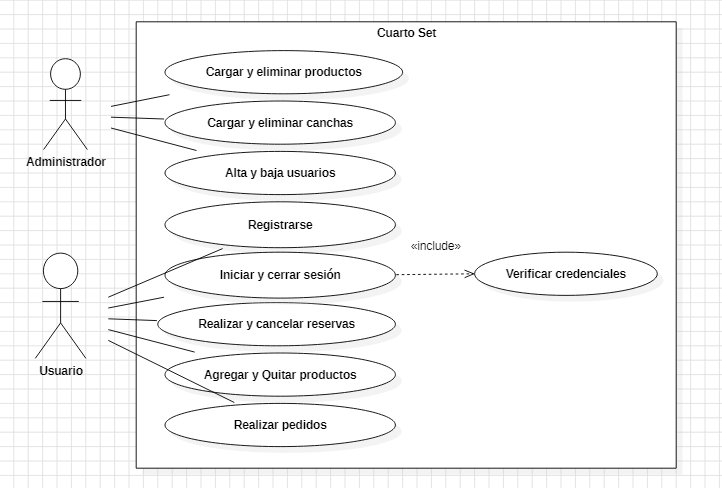 Cuarto Set
Cargar y eliminar productos
Cargar y eliminar canchas
Administrador
Alta y baja usuarios
Registrarse
«include»
Iniciar y cerrar sesión
Verificar credenciales
Realizar y cancelar reservas
Usuario
Agregar y Quitar productos
Realizar pedidos